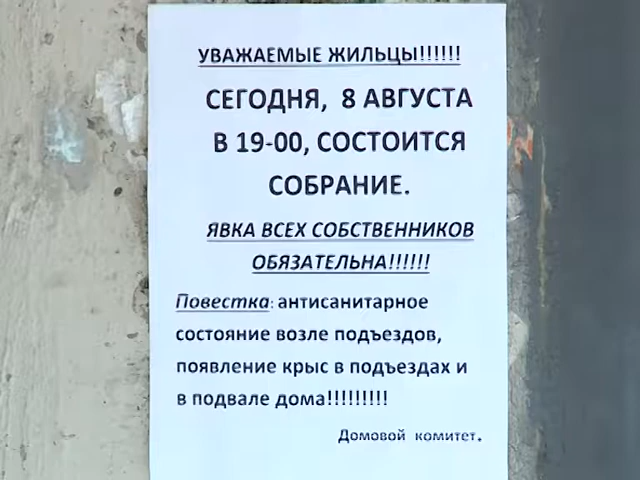 УВАЖАЕМЫЕ ЖИЛЬЦЫ!!!!!!
СЕГОДНЯ, 8 АВГУСТА
В 19-00, СОСТОИТСЯ
СОБРАНИЕ.
ЯВКА ВСЕХ СОБСТВЕННИКОВ
ОБЯЗАТЕЛЬНА!!!!!!
Повестка: антисанитарное
состояние возле подъездов,
появление крыс в подъездах и
в подвале дома!!!!!!!!!
Домовой комитет.